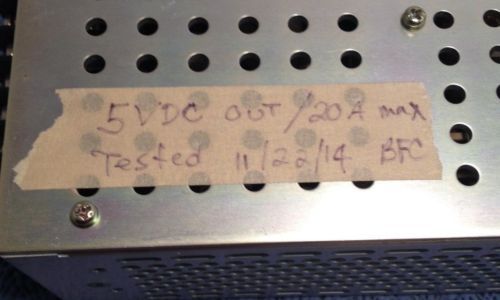 5VDC OUT/20A max
Tested 11/22/14 BFC